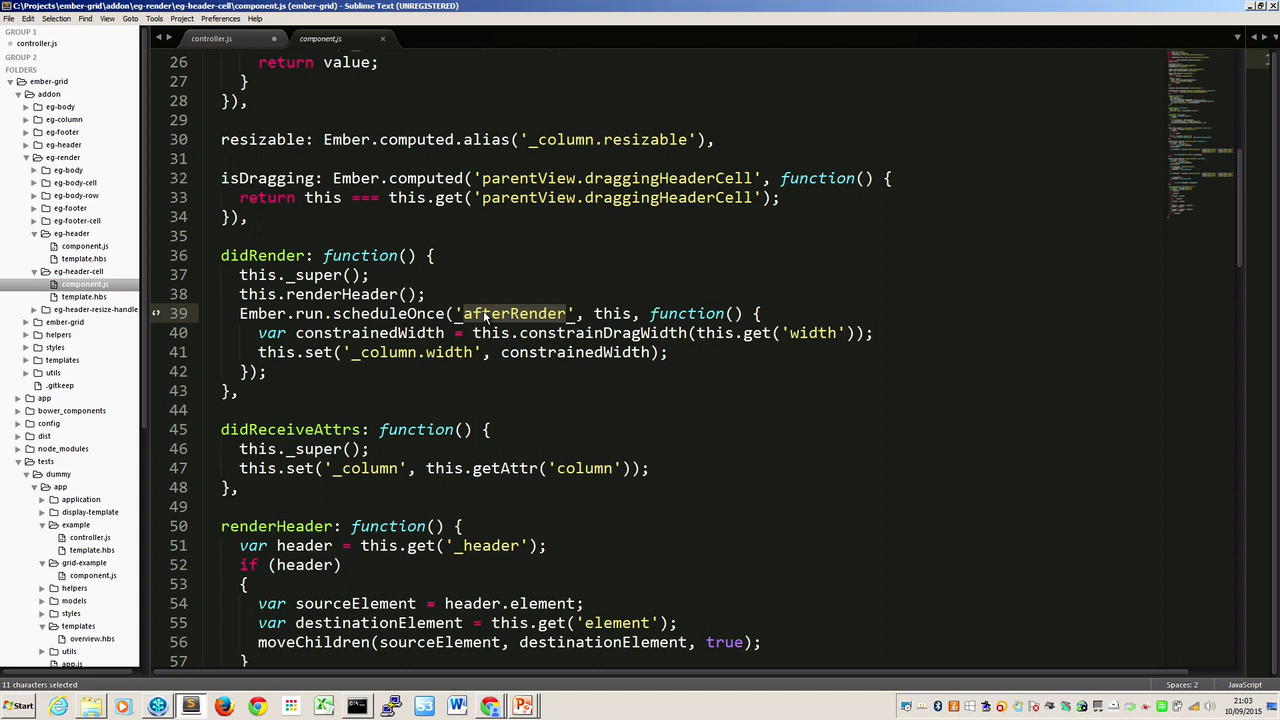 C:\Projects\ember-grid\addon\eg-render\eg-header-cell\component.js (ember-grid) - Sublime Text (UNREGISTERED)
File Edit Selection Find View Goto Tools Project Preferences Help
GROUP 1
controller.js
GROUP 2
FOLDERS
ember-grid
addon
eg-body
eg-column
eg-footer
eg-header
eg-render
eg-body
eg-body-cell
eg-body-row
eg-footer
eg-footer-cell
eg-header
component.js
template.hbs
eg-header-cell
component.js
template.hbs
eg-header-resize-handle
ember-grid
helpers
styles
templates
utils
.gitkeep
app
bower_components
config
dist
node_modules
tests
dummy
app
application
display-template
example
controller.js
template.hbs
grid-example
component.js
helpers
models
styles
templates
overview.hbs
utils
app.js
controller.js component.js
26 return value;
27 }
28 }),
29
30 resizable: Ember.computed.alias('_column.resizable'),
31
32 isDragging: Ember.computed('parentView.draggingHeaderCell', function() {
33 return this === this.get('parentView.draggingHeaderCell');
34 }),
35
36 didRender: function() {
37 this._super();
38 this.renderHeader();
39 Ember.run.scheduleOnce('afterRender', this, function() {
40 var constrainedWidth = this.constrainDragWidth(this.get('width'));
41 this.set('_column.width', constrainedWidth);
42 });
43 },
44
45 didReceiveAttrs: function() {
46 this._super();
47 this.set('_column', this.getAttr('column'));
48 },
49
50 renderHeader: function() {
51 var header = this.get('_header');
52 if (header)
53 {
54 var sourceElement = header.element;
55 var destinationElement = this.get('element');
56 moveChildren(sourceElement, destinationElement, true);
57 }
11 characters selected
Spaces: 2 JavaScript
Start
21:03
10/09/2015